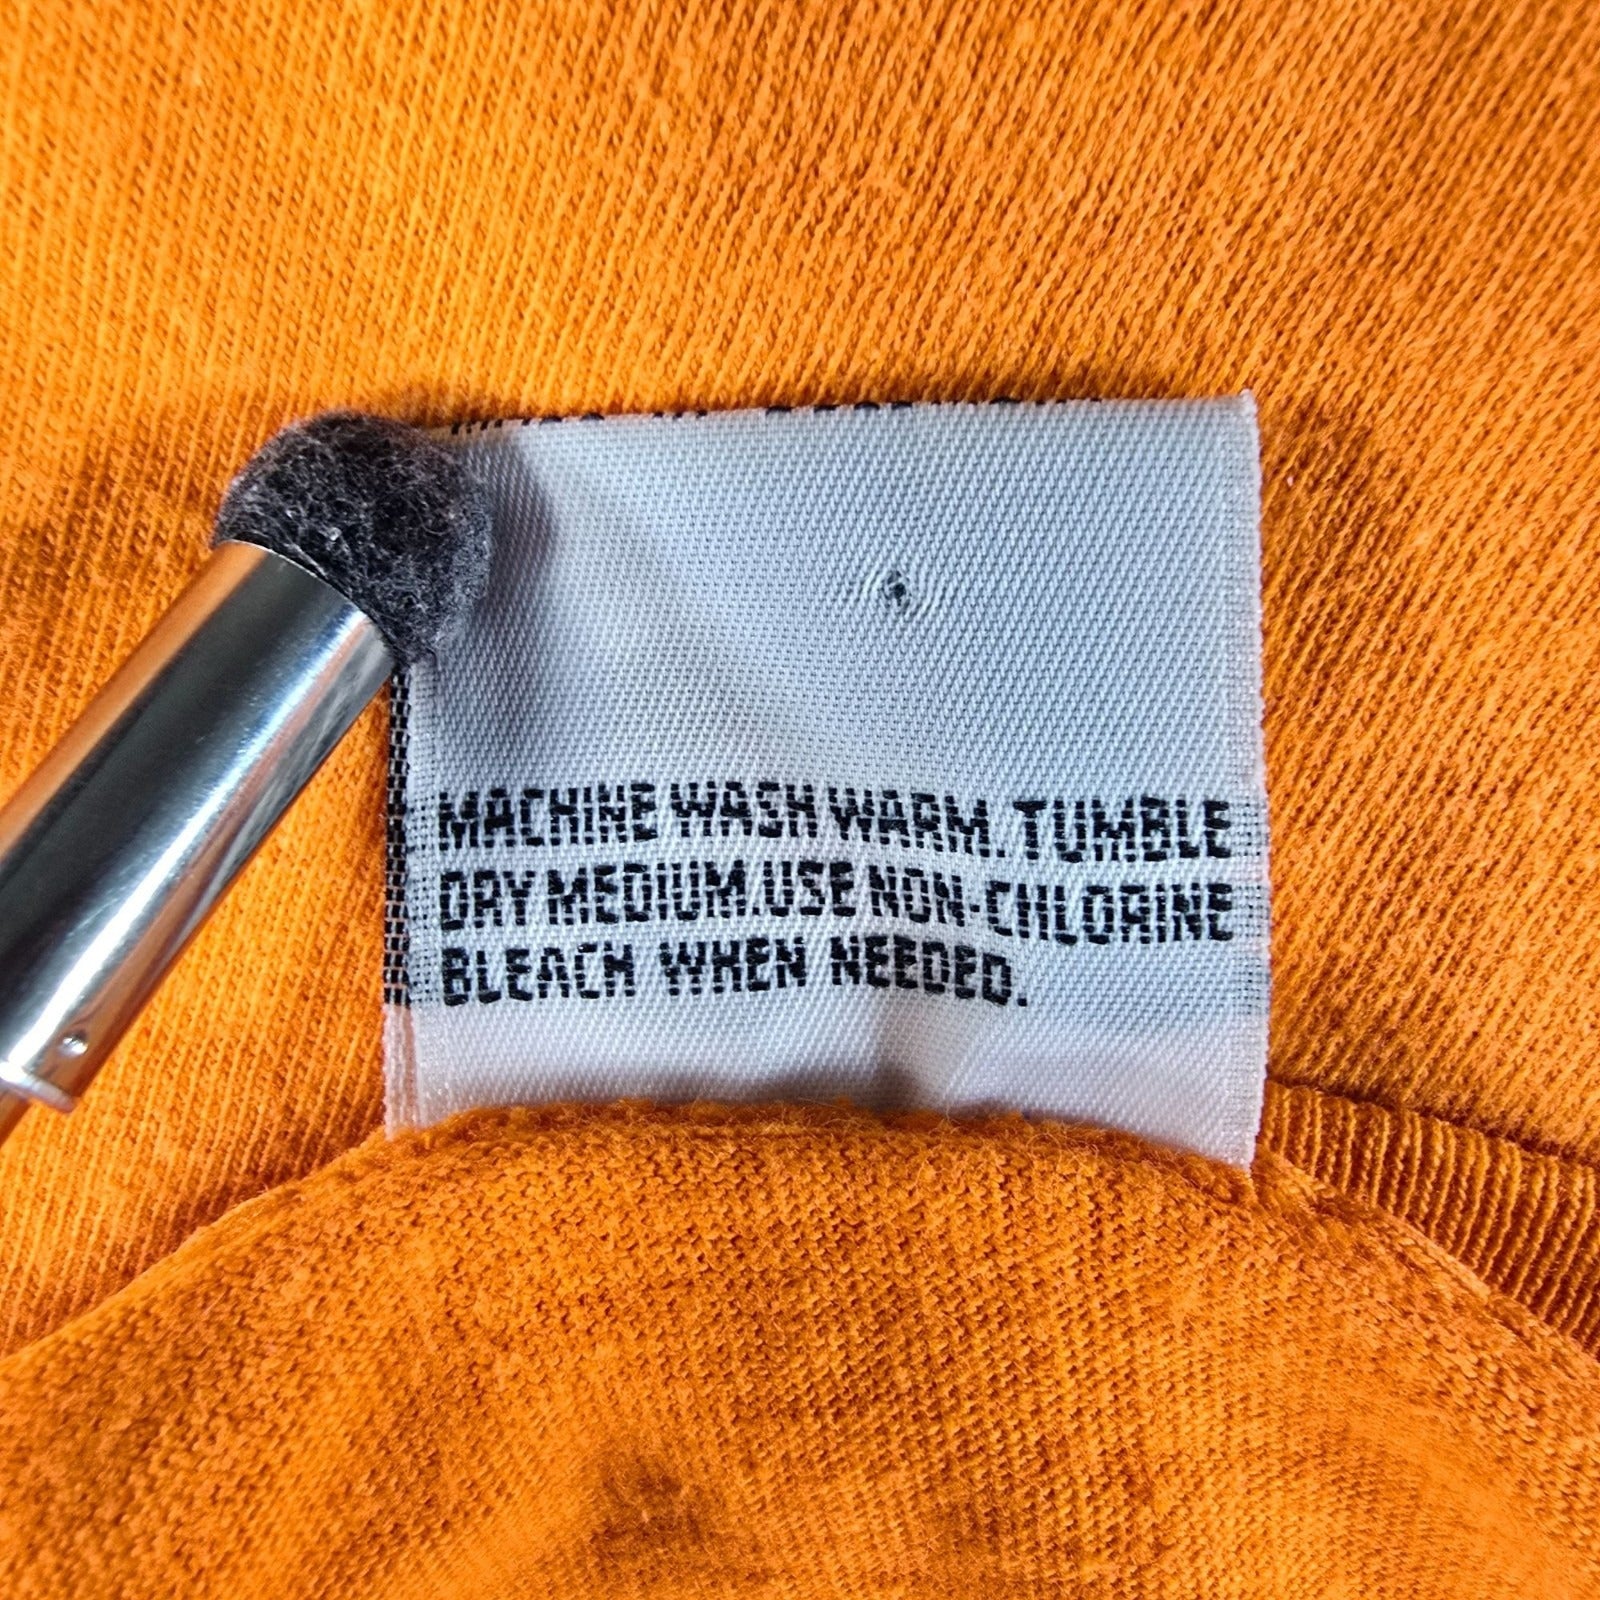 MACHINE WASH WARM. TUMBLE
DRY MEDIUM. USE NON-CHLORINE
BLEACH WHEN NEEDED.